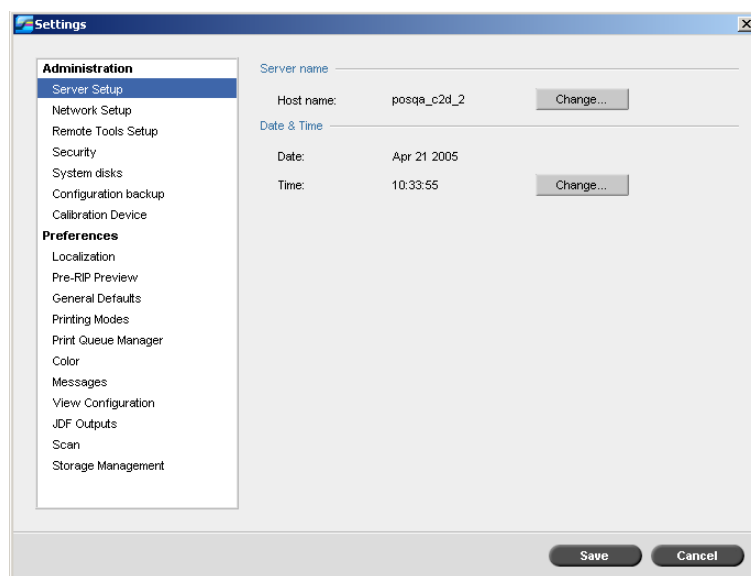 Settings
Administration
Server Setup
Network Setup
Remote Tools Setup
Security
System disks
Configuration backup
Calibration Device
Preferences
Localization
Pre-RIP Preview
General Defaults
Printing Modes
Print Queue Manager
Color
Messages
View Configuration
JDF Outputs
Scan
Storage Management
Server name
Host name: posqa_c2d_2 Change...
Date & Time
Date: Apr 21 2005
Time: 10:33:55 Change...
Save Cancel